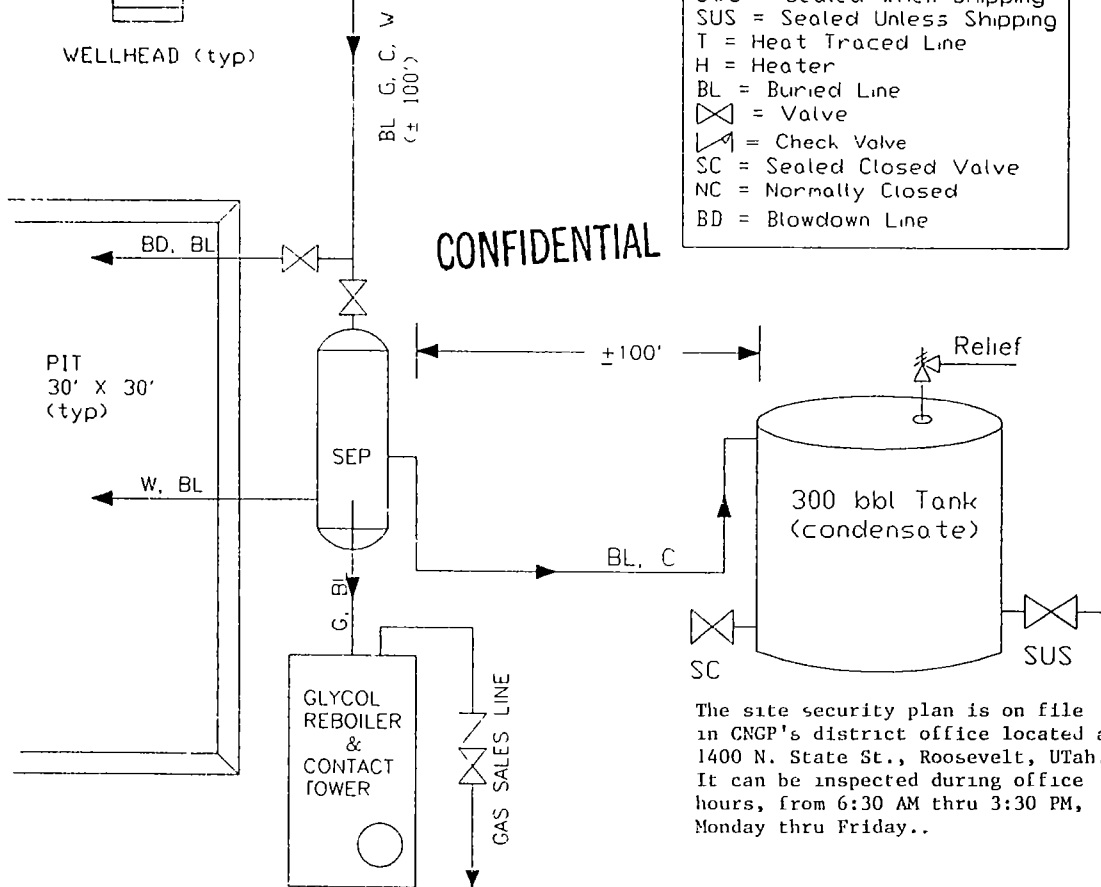 WELLHEAD (typ)
BL G, C, W
(± 100')
SUS = Sealed Unless Shipping
T = Heat Traced Line
H = Heater
BL = Buried Line
= Valve
= Check Valve
SC = Sealed Closed Valve
NC = Normally Closed
BD = Blowdown Line
CONFIDENTIAL
BD, BL
PIT
30' X 30'
(typ)
±100'
Relief
SEP
W, BL
300 bbl Tank
(condensate)
BL, C
G, BL
SC
SUS
GLYCOL
REBOILER
&
CONTACT
TOWER
GAS SALES LINE
The site security plan is on file
in CNGP's district office located a
1400 N. State St., Roosevelt, UTah.
It can be inspected during office
hours, from 6:30 AM thru 3:30 PM,
Monday thru Friday..